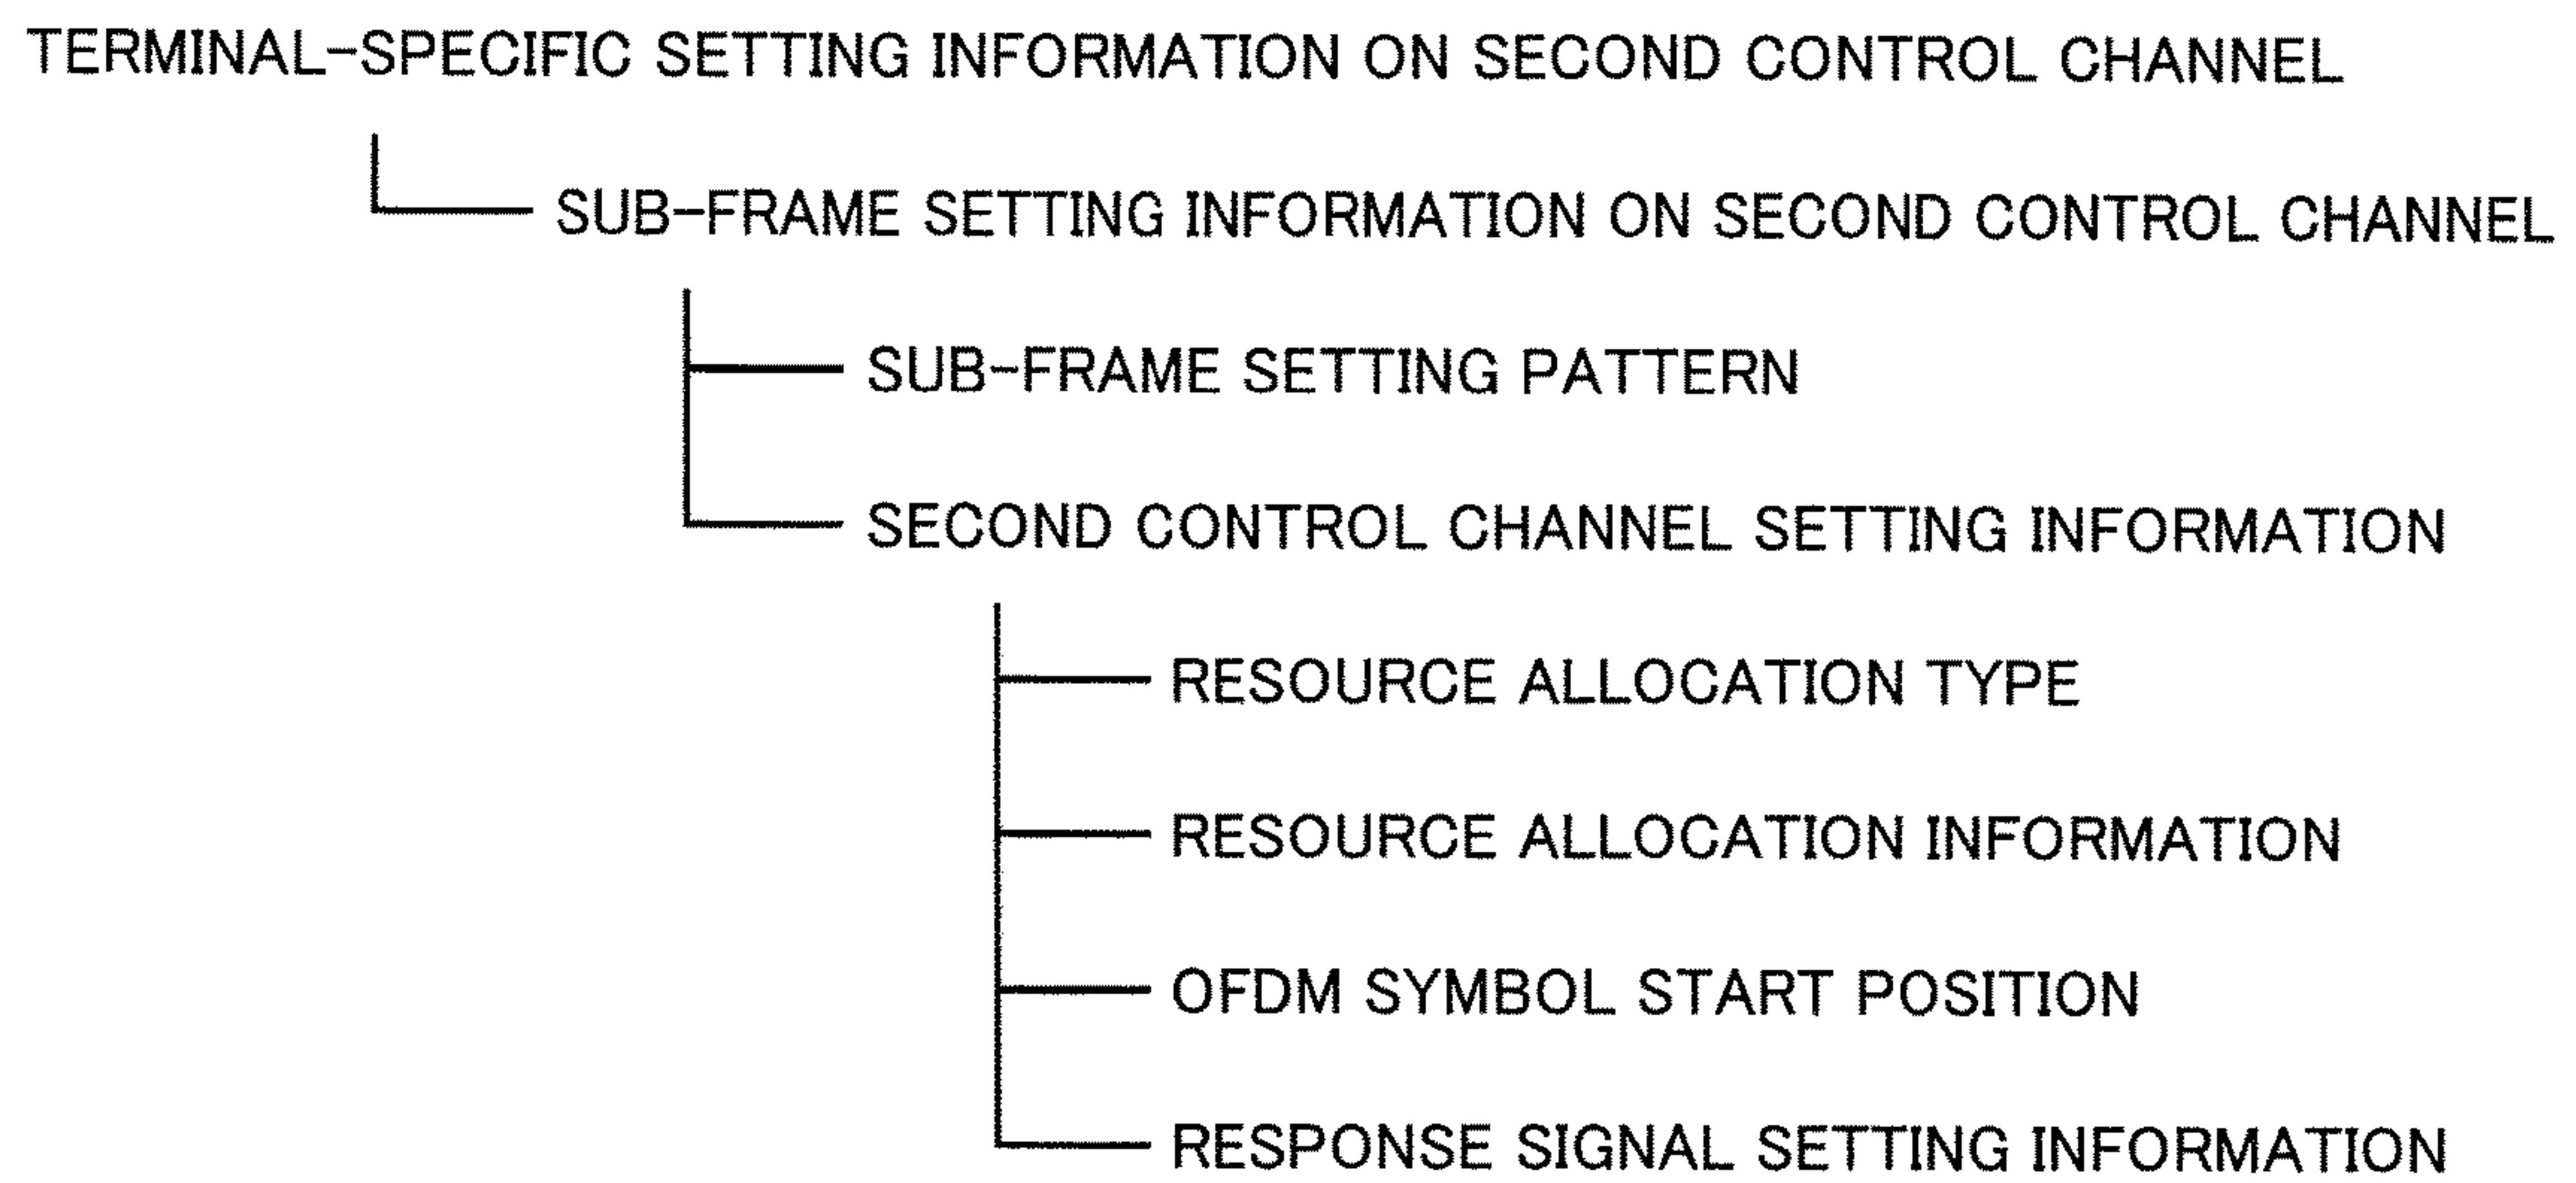 TERMINAL-SPECIFIC SETTING INFORMATION ON SECOND CONTROL CHANNEL
SUB-FRAME SETTING INFORMATION ON SECOND CONTROL CHANNEL
SUB-FRAME SETTING PATTERN
SECOND CONTROL CHANNEL SETTING INFORMATION
RESOURCE ALLOCATION TYPE
RESOURCE ALLOCATION INFORMATION
OFDM SYMBOL START POSITION
RESPONSE SIGNAL SETTING INFORMATION